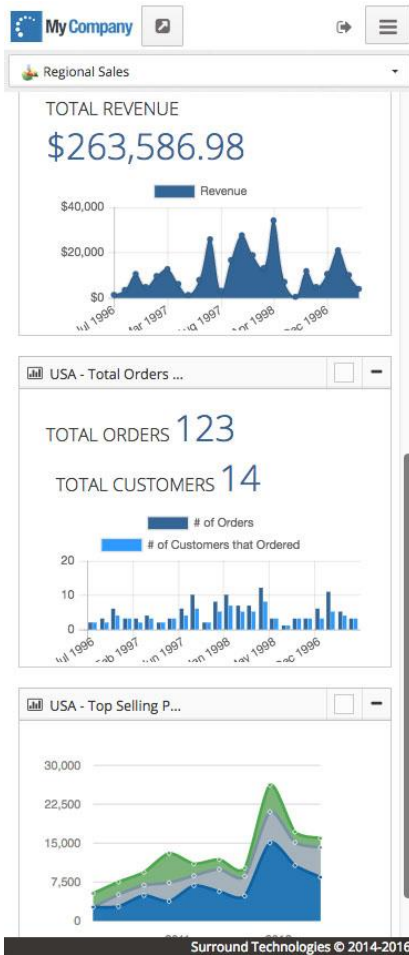 My Company
Regional Sales
TOTAL REVENUE
$263,586.98
Revenue
$40,000
$20,000
$0
Jul 1996
Mar 1997
Aug 1997
Apr 1998
Dec 1996
USA - Total Orders ...
TOTAL ORDERS 123
TOTAL CUSTOMERS 14
# of Orders
# of Customers that Ordered
20
10
0
Jul 1996
Feb 1997
Jun 1997
Jan 1998
May 1998
Dec 1996
USA - Top Selling P...
30,000
22,500
15,000
7,500
0
Surround Technologies © 2014-2016